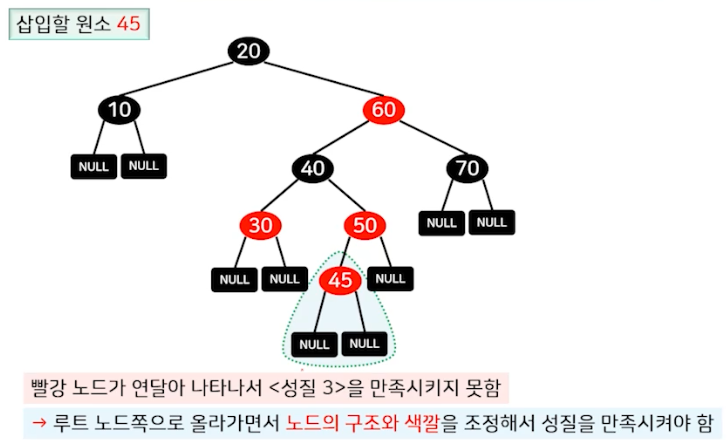 삽입할 원소 45
20
10
60
NULL NULL
40
70
30
50
NULL NULL
NULL NULL
45
NULL
NULL NULL
빨강 노드가 연달아 나타나서 <성질 3>을 만족시키지 못함
→ 루트 노드쪽으로 올라가면서 노드의 구조와 색깔을 조정해서 성질을 만족시켜야 함